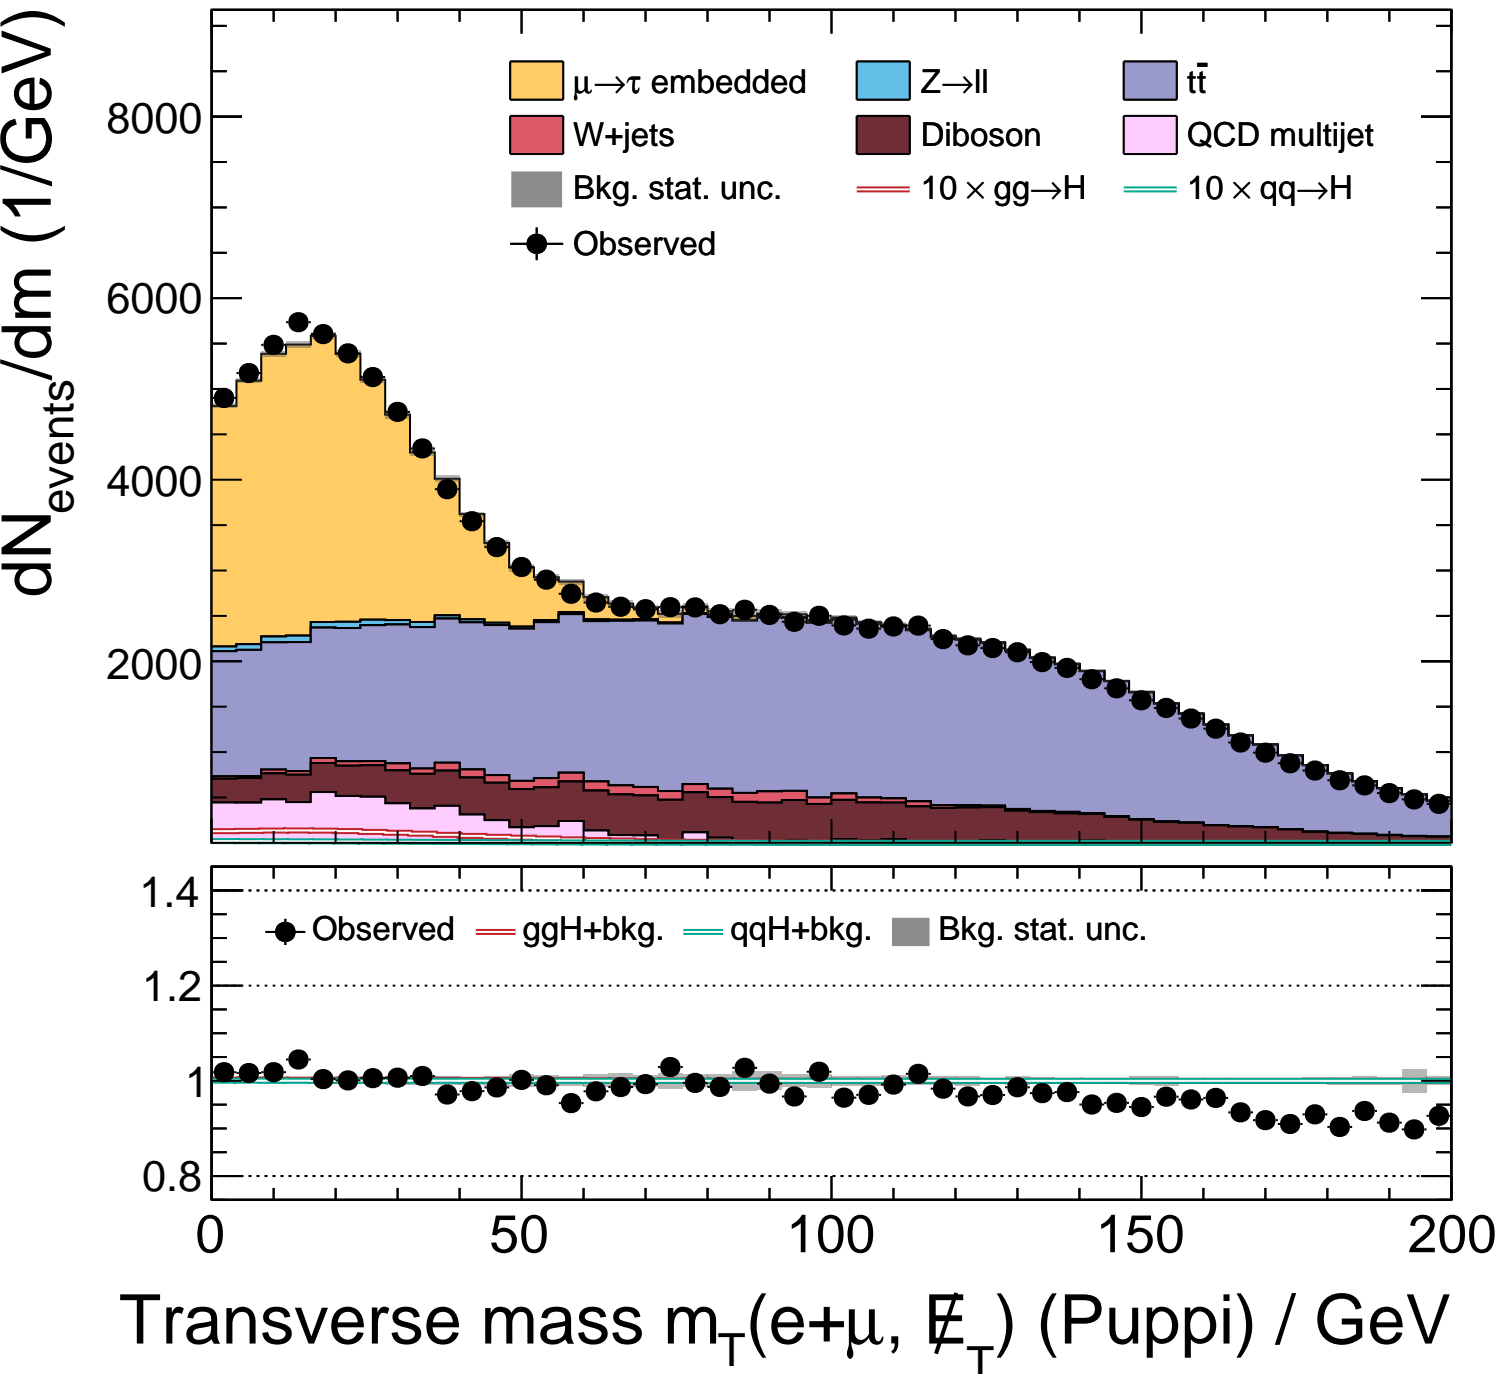 dN_events/dm (1/GeV)
8000
6000
4000
2000
μ→τ embedded
Z→ll
tt̄
W+jets
Diboson
QCD multijet
Bkg. stat. unc.
10 × gg→H
10 × qq→H
Observed
1.4
1.2
1
0.8
Observed
ggH+bkg.
qqH+bkg.
Bkg. stat. unc.
0
50
100
150
200
Transverse mass m_T(e+μ, E̸_T) (Puppi) / GeV